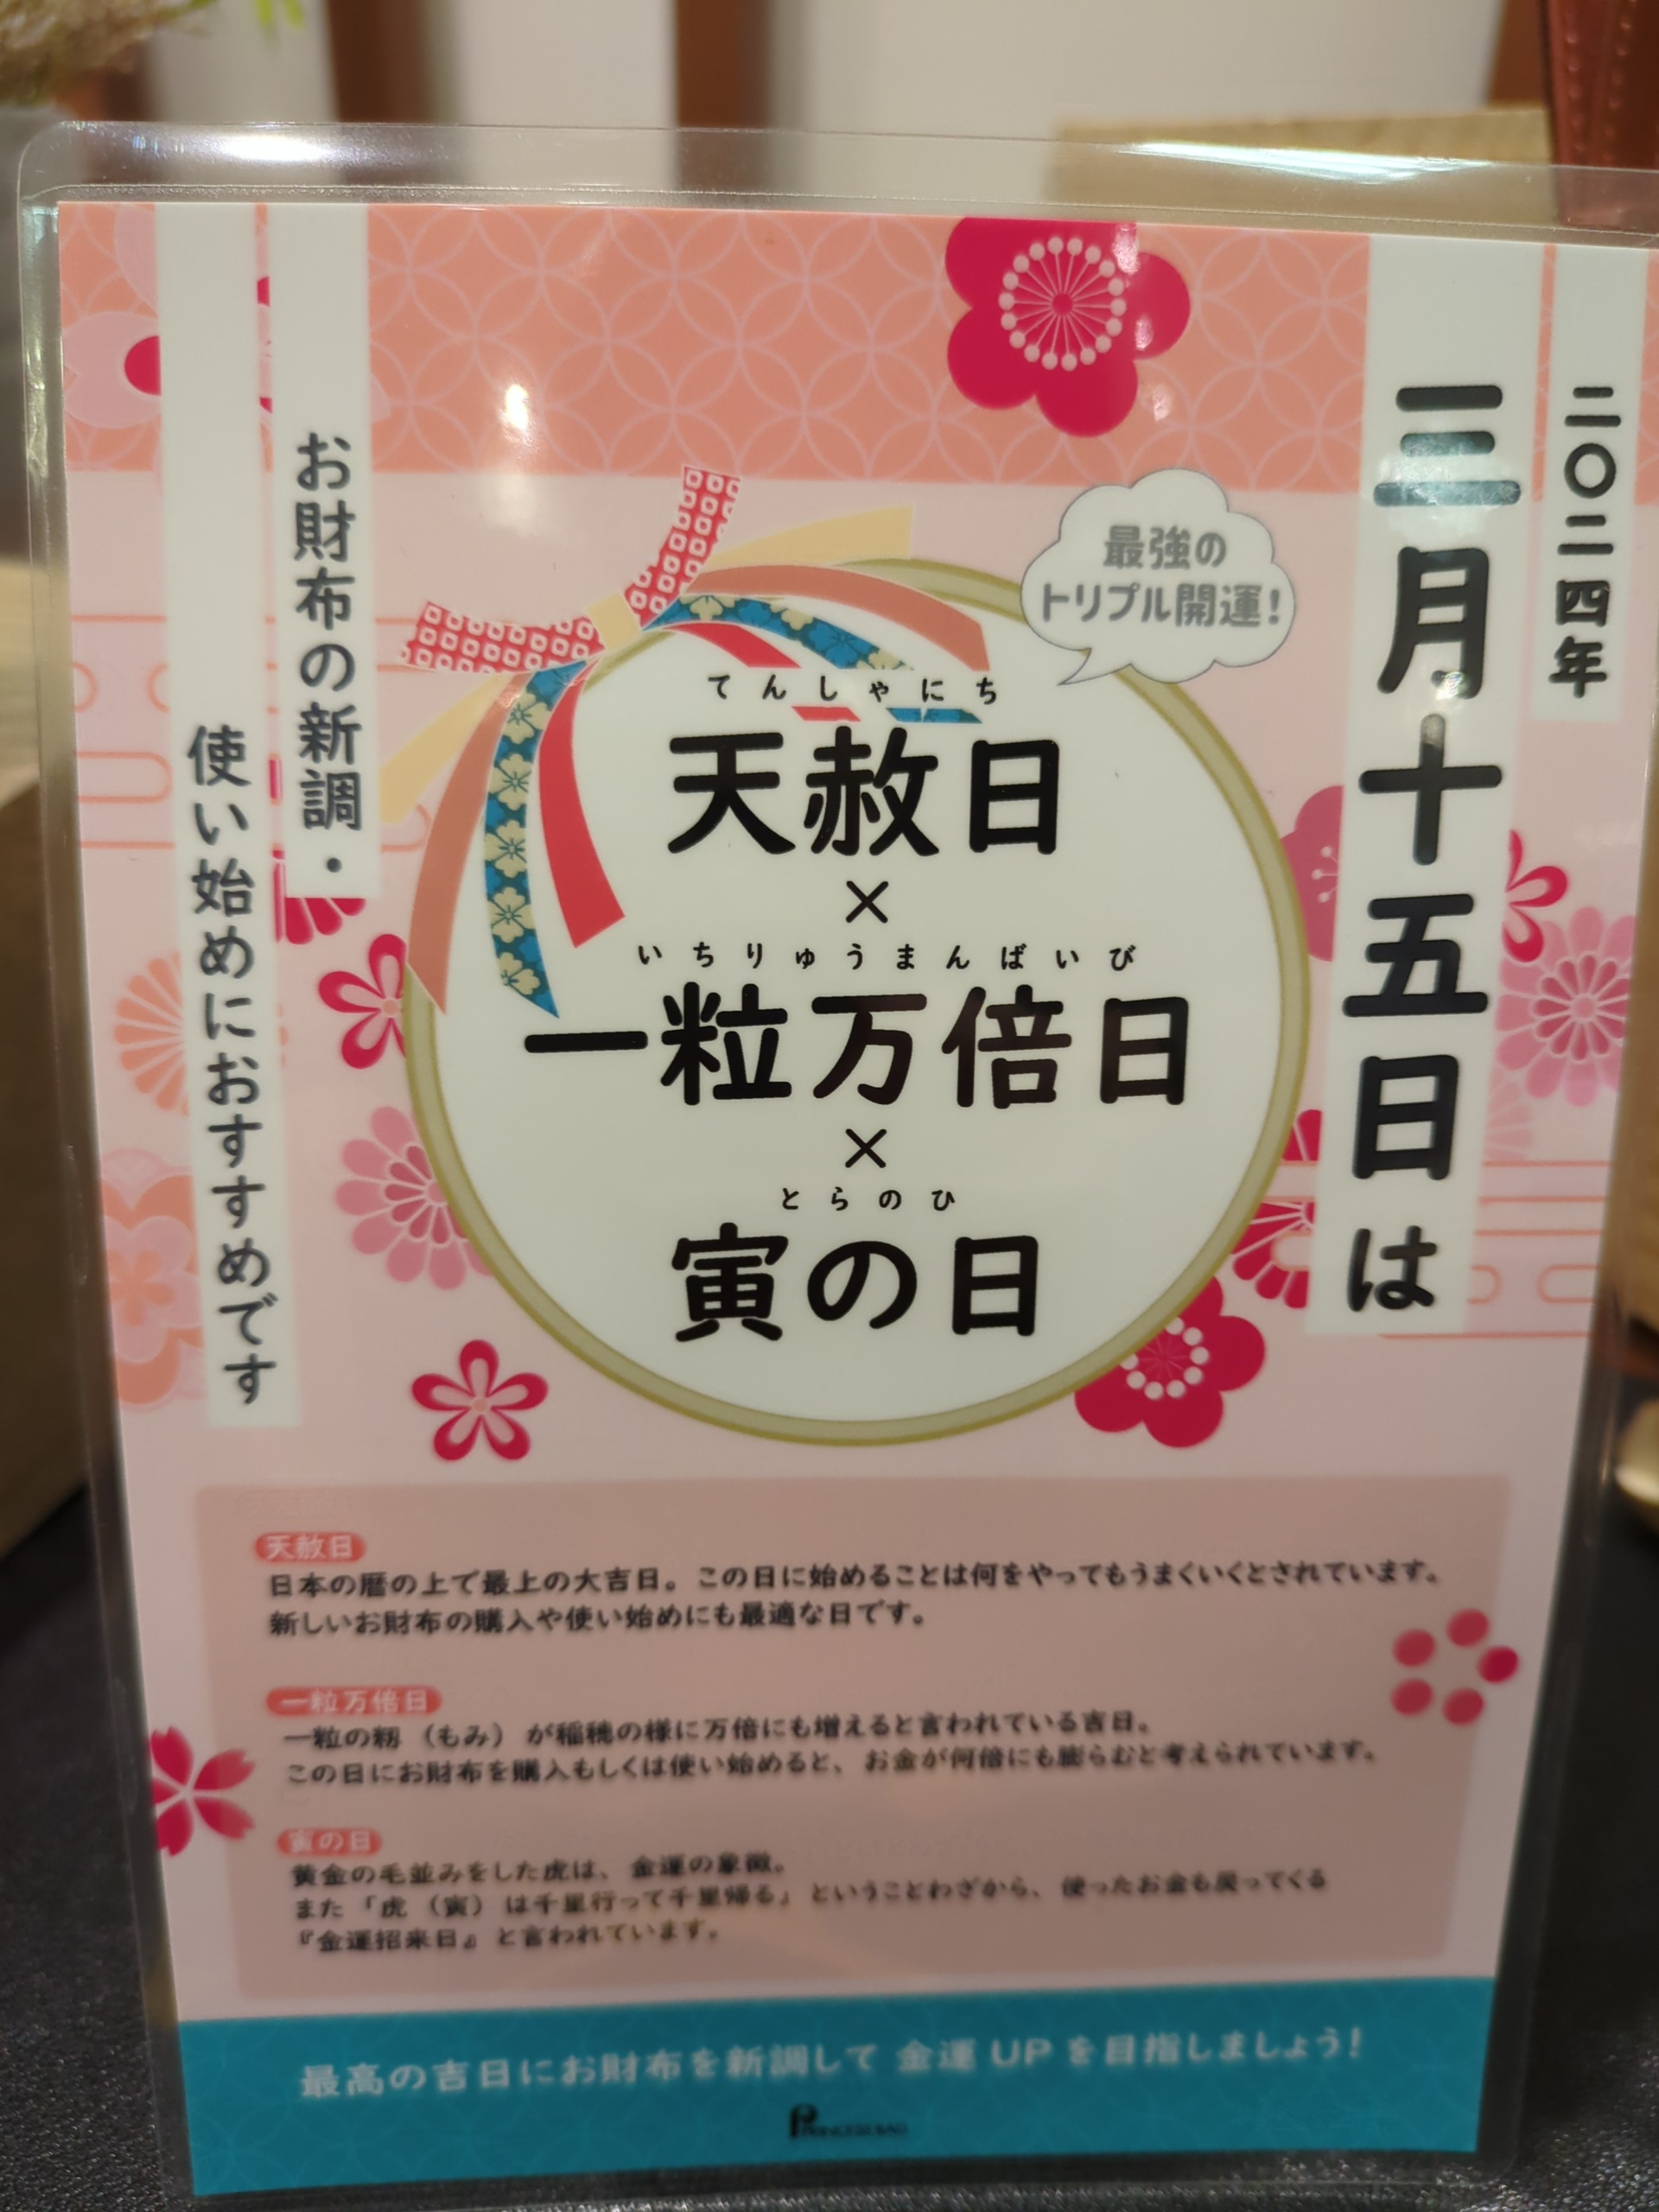 二〇二四年
三月十五日は
最強の
トリプル開運！
てんしゃにち
天赦日
×
いちりゅうまんばいび
一粒万倍日
×
とらのひ
寅の日
お財布の新調・
使い始めにおすすめです
天赦日
日本の暦の上で最上の大吉日。この日に始めることは何をやってもうまくいくとされています。
新しいお財布の購入や使い始めにも最適な日です。
一粒万倍日
一粒の籾（もみ）が稲穂の様に万倍にも増えると言われている吉日。
この日にお財布を購入もしくは使い始めると、お金が何倍にも膨らむと考えられています。
寅の日
黄金の毛並みをした虎は、金運の象徴。
また「虎（寅）は千里行って千里帰る」ということわざから、使ったお金も戻ってくる
『金運招来日』と言われています。
最高の吉日にお財布を新調して 金運 UP を目指しましょう！